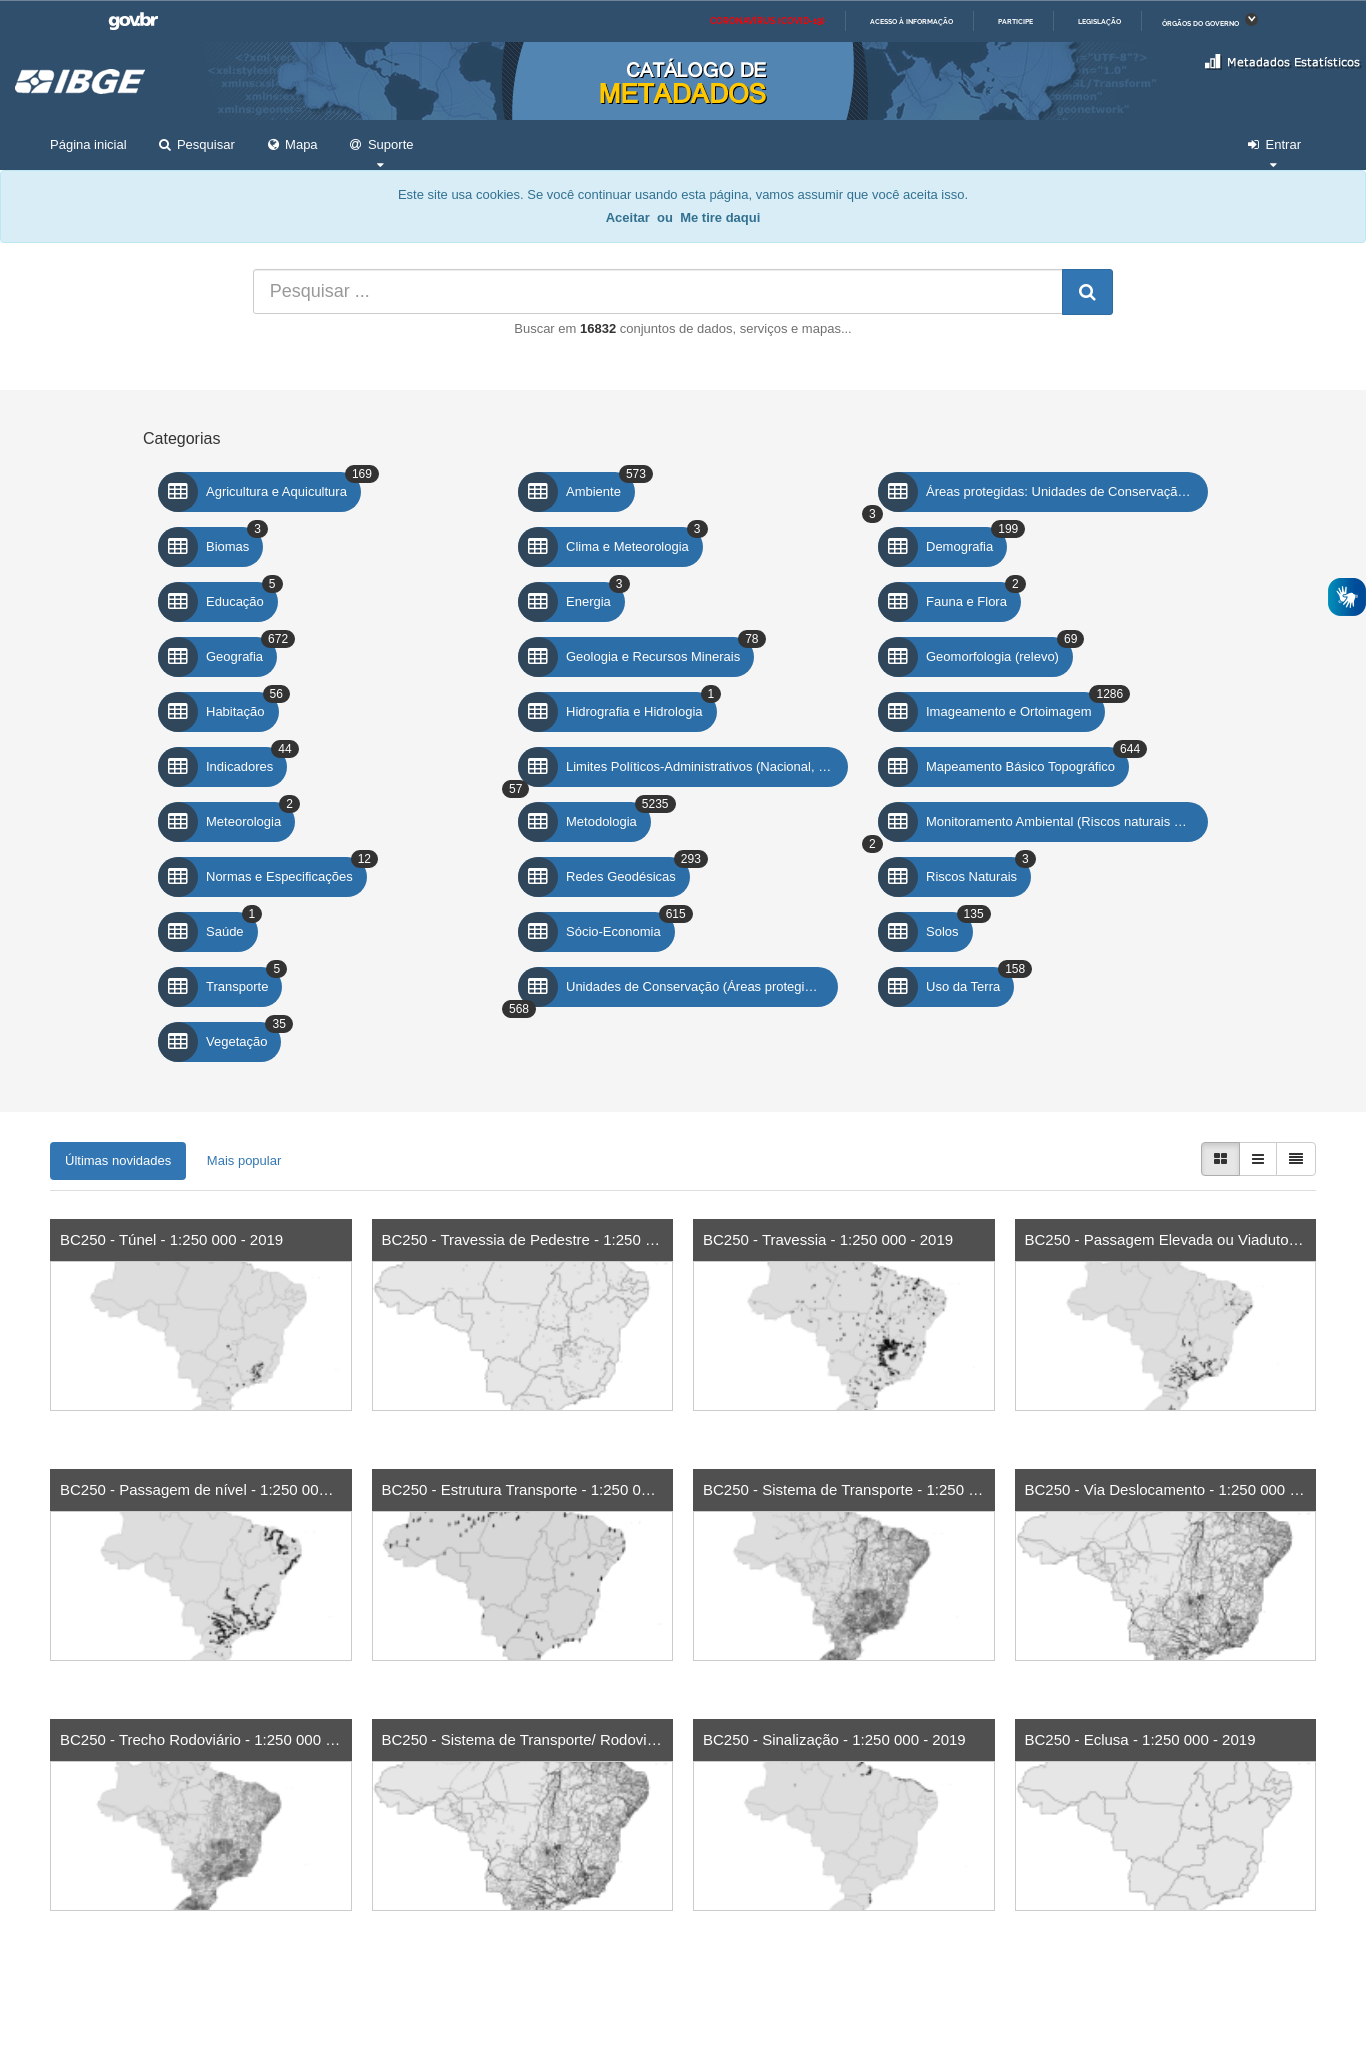 govbr
ACESSO À INFORMAÇÃO
PARTICIPE
LEGISLAÇÃO
ÓRGÃOS DO GOVERNO
IBGE
CATÁLOGO DE
METADADOS
Metadados Estatísticos
Página inicial
Pesquisar
Mapa
Suporte
Entrar
Este site usa cookies. Se você continuar usando esta página, vamos assumir que você aceita isso.
Aceitar ou Me tire daqui
Pesquisar ...
Buscar em 16832 conjuntos de dados, serviços e mapas...
Categorias
Agricultura e Aquicultura 169
Ambiente 573
Áreas protegidas: Unidades de Conservaçã… 3
Biomas 3
Clima e Meteorologia 3
Demografia 199
Educação 5
Energia 3
Fauna e Flora 2
Geografia 672
Geologia e Recursos Minerais 78
Geomorfologia (relevo) 69
Habitação 56
Hidrografia e Hidrologia 1
Imageamento e Ortoimagem 1286
Indicadores 44
Limites Políticos-Administrativos (Nacional, … 57
Mapeamento Básico Topográfico 644
Meteorologia 2
Metodologia 5235
Monitoramento Ambiental (Riscos naturais … 2
Normas e Especificações 12
Redes Geodésicas 293
Riscos Naturais 3
Saúde 1
Sócio-Economia 615
Solos 135
Transporte 5
Unidades de Conservação (Áreas protegi… 568
Uso da Terra 158
Vegetação 35
Últimas novidades
Mais popular
BC250 - Túnel - 1:250 000 - 2019
BC250 - Travessia de Pedestre - 1:250 …
BC250 - Travessia - 1:250 000 - 2019
BC250 - Passagem Elevada ou Viaduto…
BC250 - Passagem de nível - 1:250 00…
BC250 - Estrutura Transporte - 1:250 0…
BC250 - Sistema de Transporte - 1:250 …
BC250 - Via Deslocamento - 1:250 000 …
BC250 - Trecho Rodoviário - 1:250 000 …
BC250 - Sistema de Transporte/ Rodovi…
BC250 - Sinalização - 1:250 000 - 2019
BC250 - Eclusa - 1:250 000 - 2019